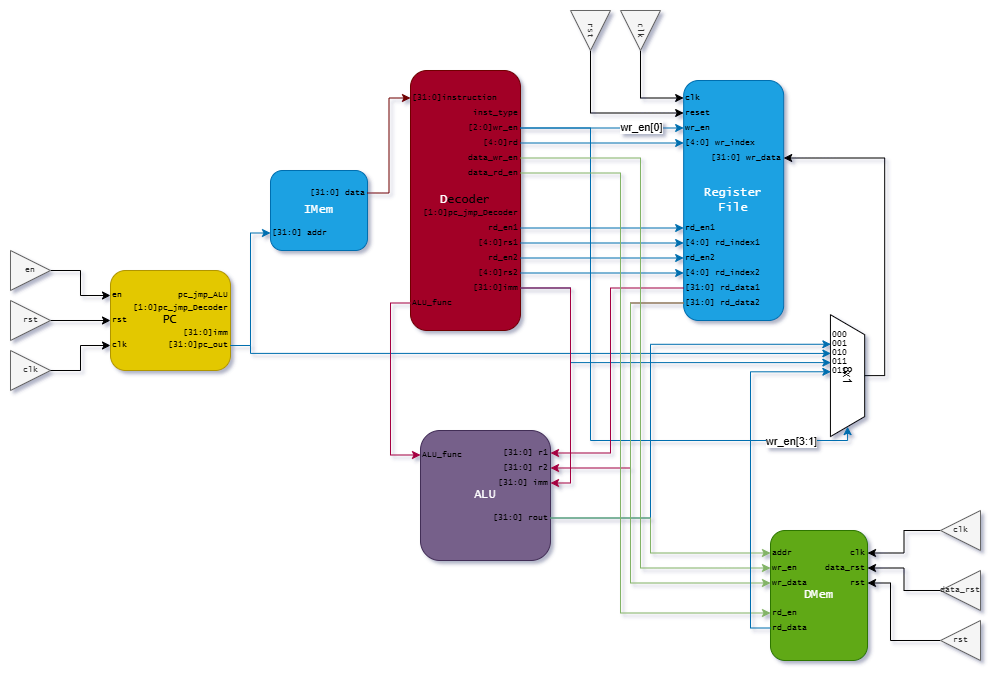 rst
clk
[31:0]instruction
inst_type
[2:0]wr_en
[4:0]rd
data_wr_en
data_rd_en
Decoder
[1:0]pc_jmp_Decoder
rd_en1
[4:0]rs1
rd_en2
[4:0]rs2
[31:0]imm
ALU_func
wr_en[0]
clk
reset
wr_en
[4:0] wr_index
[31:0] wr_data
Register
File
rd_en1
[4:0] rd_index1
rd_en2
[4:0] rd_index2
[31:0] rd_data1
[31:0] rd_data2
[31:0] data
IMem
[31:0] addr
en
rst
clk
en
pc_jmp_ALU
[1:0]pc_jmp_Decoder
rst
PC
[31:0]imm
clk
[31:0]pc_out
000
001
010
011
wr_en[3:1]
ALU_func
[31:0] r1
[31:0] r2
[31:0] imm
ALU
[31:0] rout
addr
clk
wr_en
data_rst
wr_data
rst
DMem
rd_en
rd_data
clk
data_rst
rst